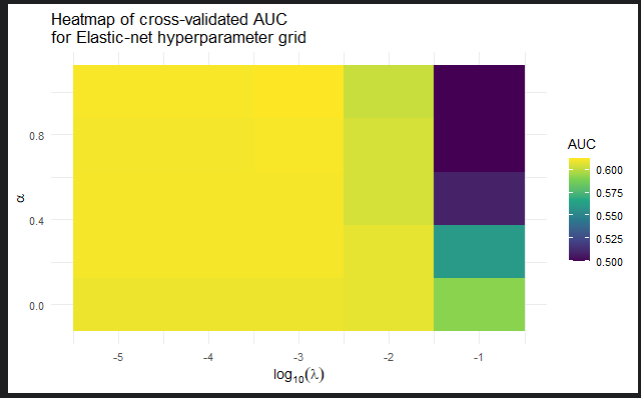 Heatmap of cross-validated AUC
for Elastic-net hyperparameter grid
0.8
0.4
0.0
α
-5 -4 -3 -2 -1
log₁₀(λ)
AUC
0.600
0.575
0.550
0.525
0.500